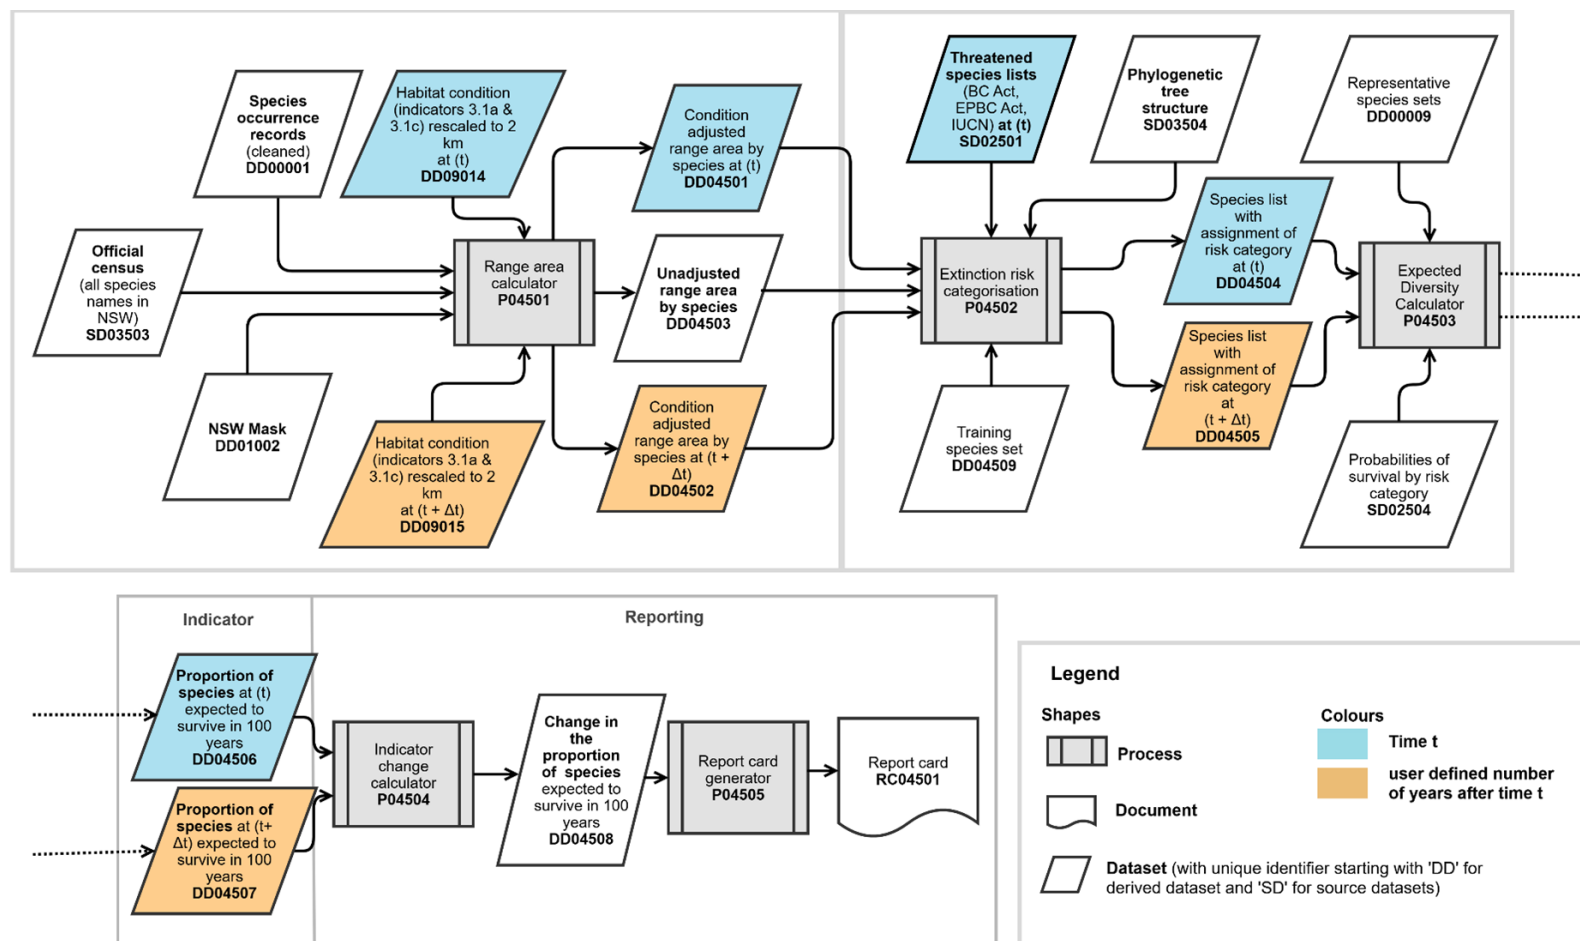 Species
occurrence
records
(cleaned)
DD00001
Habitat condition
(indicators 3.1a &
3.1c) rescaled to 2
km
at (t)
DD09014
Condition
adjusted
range area by
species at (t)
DD04501
Official
census
(all species
names in
NSW)
SD03503
Range area
calculator
P04501
Unadjusted
range area
by species
DD04503
NSW Mask
DD01002
Habitat condition
(indicators 3.1a &
3.1c) rescaled to 2
km
at (t + Δt)
DD09015
Condition
adjusted
range area by
species at (t +
Δt)
DD04502
Threatened
species lists
(BC Act,
EPBC Act,
IUCN) at (t)
SD02501
Phylogenetic
tree
structure
SD03504
Representative
species sets
DD00009
Extinction risk
categorisation
P04502
Species list
with
assignment of
risk category
at (t)
DD04504
Expected
Diversity
Calculator
P04503
Training
species set
DD04509
Species list
with
assignment of
risk category
at
(t + Δt)
DD04505
Probabilities of
survival by risk
category
SD02504
Indicator
Reporting
Proportion of
species at (t)
expected to
survive in 100
years
DD04506
Proportion of
species at (t+
Δt) expected to
survive in 100
years
DD04507
Indicator
change
calculator
P04504
Change in
the
proportion
of species
expected to
survive in 100
years
DD04508
Report card
generator
P04505
Report card
RC04501
Legend
Shapes
Process
Document
Dataset (with unique identifier starting with 'DD' for
derived dataset and 'SD' for source datasets)
Colours
Time t
user defined number
of years after time t